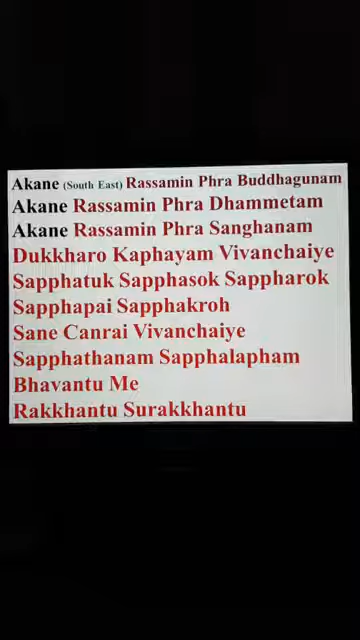 Akane (South East) Rassamin Phra Buddhagunam
Akane Rassamin Phra Dhammetam
Akane Rassamin Phra Sanghanam
Dukkharo Kaphayam Vivanchaiye
Sapphatuk Sapphasok Sappharok
Sapphapai Sapphakroh
Sane Canrai Vivanchaiye
Sapphathanam Sapphalapham
Bhavantu Me
Rakkhantu Surakkhantu